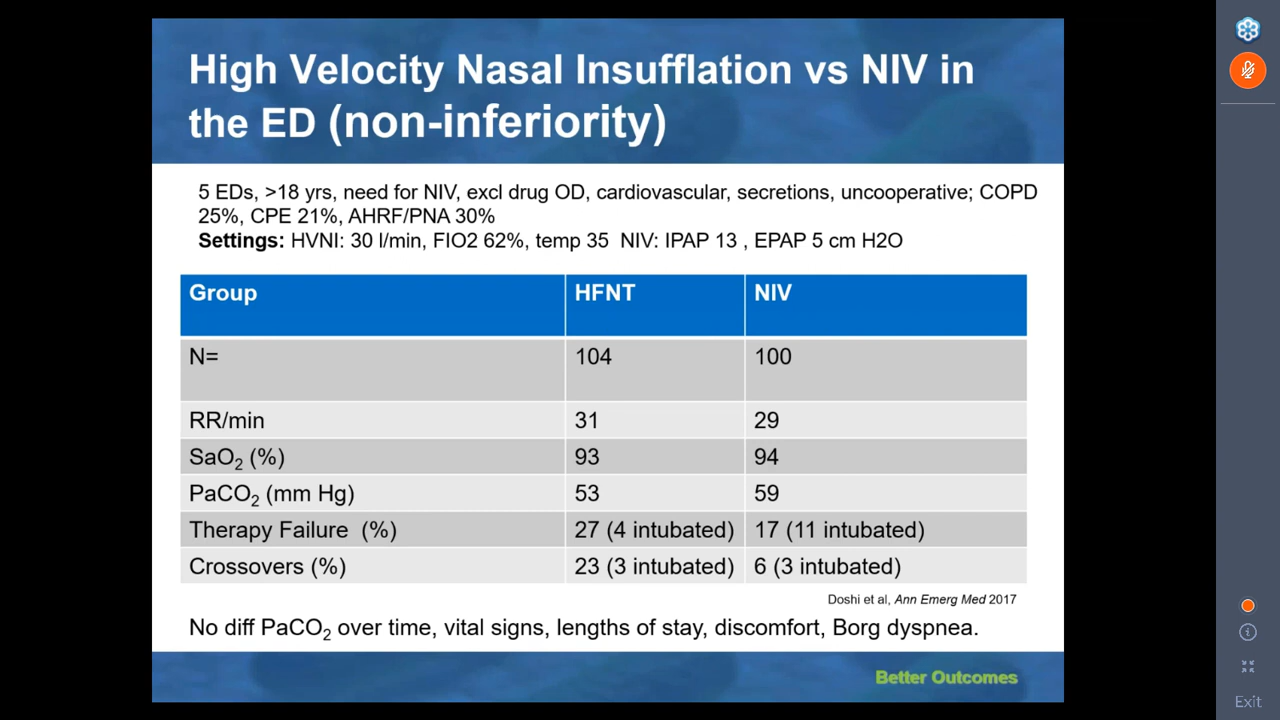 High Velocity Nasal Insufflation vs NIV in
the ED (non-inferiority)
5 EDs, >18 yrs, need for NIV, excl drug OD, cardiovascular, secretions, uncooperative; COPD
25%, CPE 21%, AHRF/PNA 30%
Settings: HVNI: 30 l/min, FIO2 62%, temp 35 NIV: IPAP 13 , EPAP 5 cm H2O
Group HFNT NIV
N= 104 100
RR/min 31 29
SaO₂ (%) 93 94
PaCO₂ (mm Hg) 53 59
Therapy Failure (%) 27 (4 intubated) 17 (11 intubated)
Crossovers (%) 23 (3 intubated) 6 (3 intubated)
Doshi et al, Ann Emerg Med 2017
No diff PaCO₂ over time, vital signs, lengths of stay, discomfort, Borg dyspnea.
Better Outcomes
Exit